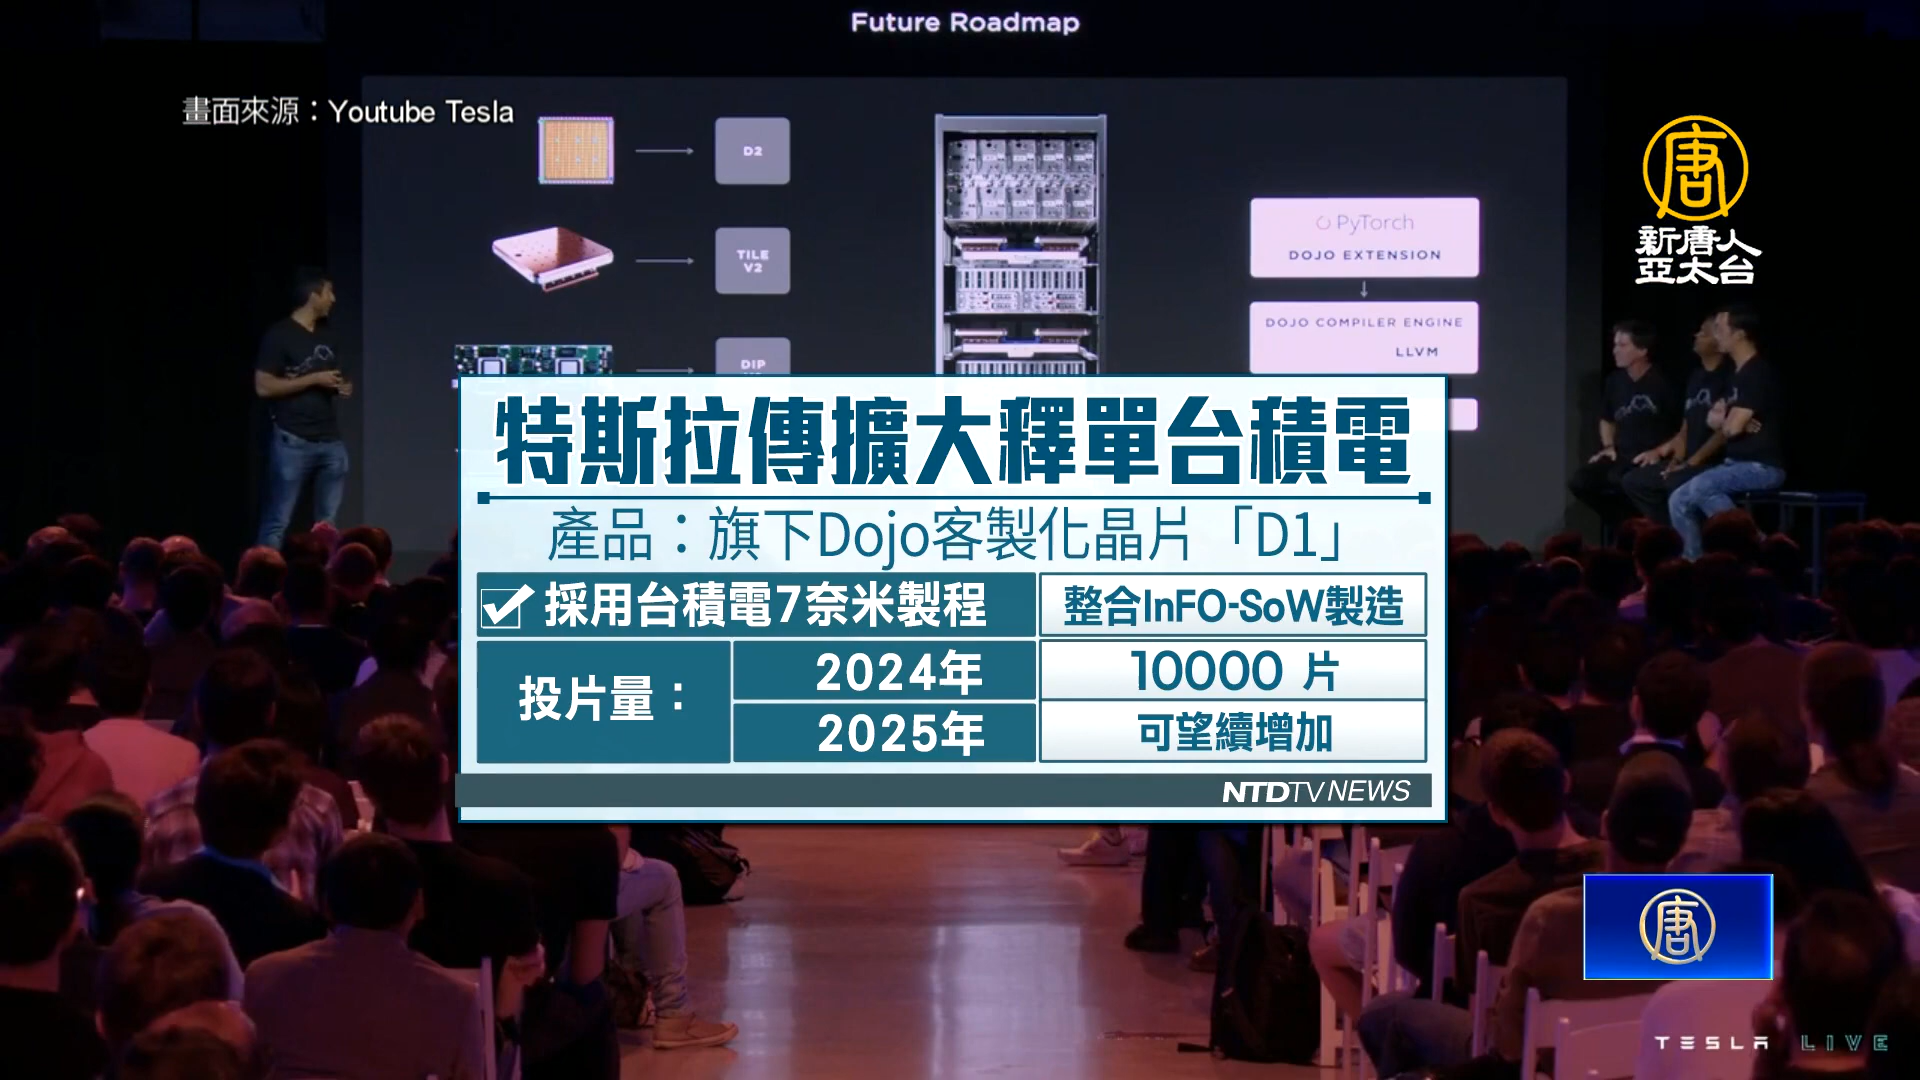 Future Roadmap
畫面來源：Youtube Tesla
D2
TILE
V2
DIP
PyTorch
DOJO EXTENSION
DOJO COMPILER ENGINE
LLVM
唐
新唐人
亞太台
特斯拉傳擴大釋單台積電
產品：旗下Dojo客製化晶片「D1」
採用台積電7奈米製程 整合InFO-SoW製造
投片量：
2024年 10000 片
2025年 可望續增加
NTDTV NEWS
唐
TESLA LIVE